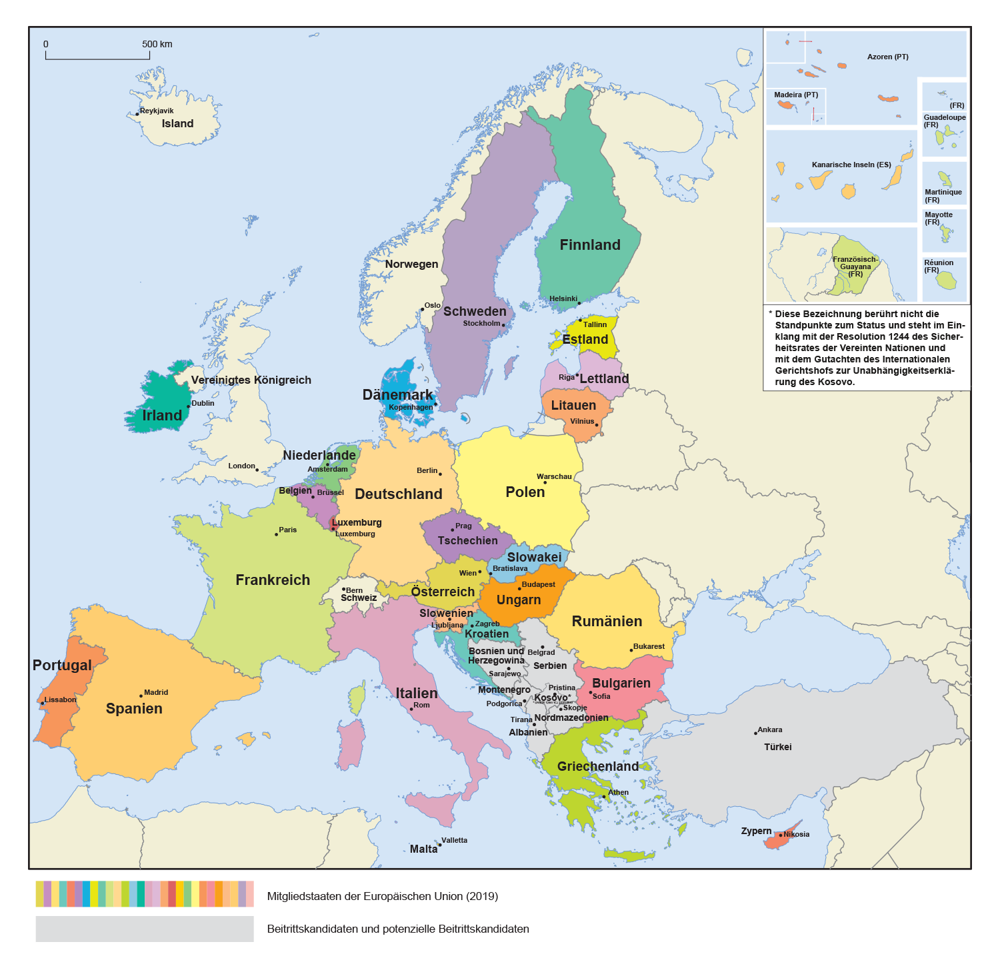 0
500 km
Reykjavik
Island
Azoren (PT)
Madeira (PT)
(FR)
Guadeloupe
(FR)
Kanarische Inseln (ES)
Martinique
(FR)
Mayotte
(FR)
Französisch-
Guayana
(FR)
Réunion
(FR)
* Diese Bezeichnung berührt nicht die
Standpunkte zum Status und steht im Ein-
klang mit der Resolution 1244 des Sicher-
heitsrates der Vereinten Nationen und
mit dem Gutachten des Internationalen
Gerichtshofs zur Unabhängigkeitserklä-
rung des Kosovo.
Finnland
Norwegen
Helsinki
Oslo
Schweden
Stockholm
Tallinn
Estland
Riga
Lettland
Vereinigtes Königreich
Dänemark
Kopenhagen
Dublin
Irland
Litauen
Vilnius
Niederlande
Amsterdam
London
Berlin
Warschau
Belgien
Brüssel
Deutschland
Polen
Luxemburg
Luxemburg
Paris
Prag
Tschechien
Slowakei
Bratislava
Wien
Frankreich
Bern
Schweiz
Österreich
Budapest
Ungarn
Slowenien
Ljubljana
Zagreb
Kroatien
Rumänien
Bukarest
Bosnien und
Herzegowina
Sarajewo
Belgrad
Serbien
Portugal
Lissabon
Madrid
Spanien
Italien
Rom
Montenegro
Podgorica
Pristina
Kosovo*
Bulgarien
Sofia
Skopje
Nordmazedonien
Tirana
Albanien
Ankara
Türkei
Griechenland
Athen
Zypern
Nikosia
Valletta
Malta
Mitgliedstaaten der Europäischen Union (2019)
Beitrittskandidaten und potenzielle Beitrittskandidaten